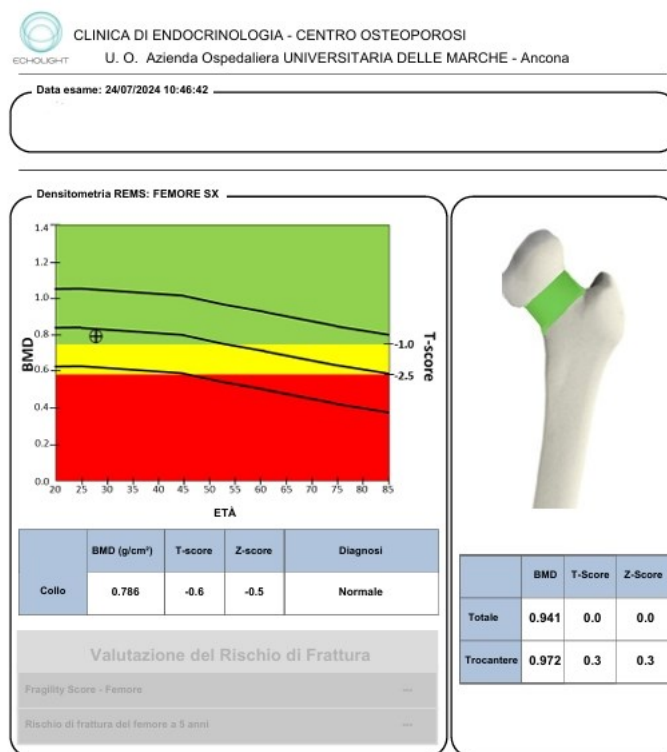 ECHOLIGHT
CLINICA DI ENDOCRINOLOGIA - CENTRO OSTEOPOROSI
U. O. Azienda Ospedaliera UNIVERSITARIA DELLE MARCHE - Ancona
Data esame: 24/07/2024 10:46:42
Densitometria REMS: FEMORE SX
1.4
1.2
1.0
0.8
0.6
0.4
0.2
0.0
BMD
-1.0
-2.5
T-score
20 25 30 35 40 45 50 55 60 65 70 75 80 85
ETÀ
BMD (g/cm²) T-score Z-score Diagnosi
Collo 0.786 -0.6 -0.5 Normale
Valutazione del Rischio di Frattura
Fragility Score - Femore ---
Rischio di frattura del femore a 5 anni ---
BMD T-Score Z-Score
Totale 0.941 0.0 0.0
Trocantere 0.972 0.3 0.3